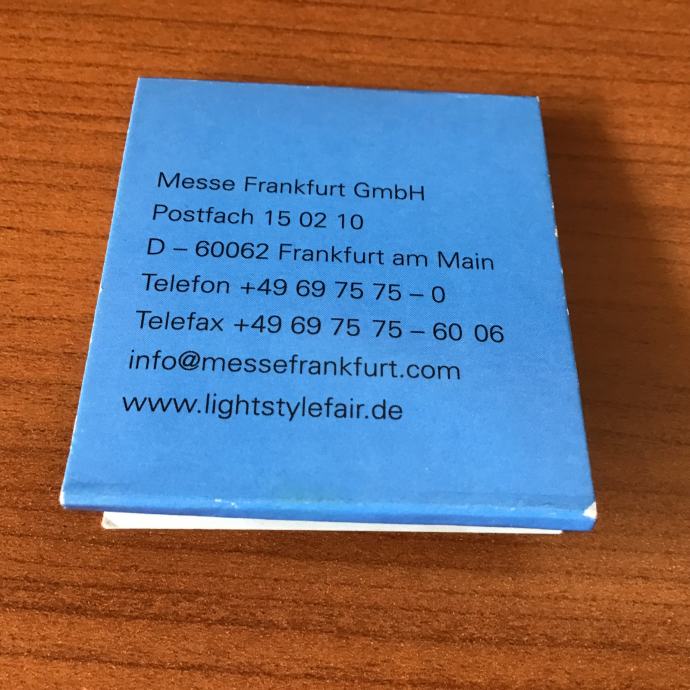 Messe Frankfurt GmbH
Postfach 15 02 10
D – 60062 Frankfurt am Main
Telefon +49 69 75 75 – 0
Telefax +49 69 75 75 – 60 06
info@messefrankfurt.com
www.lightstylefair.de